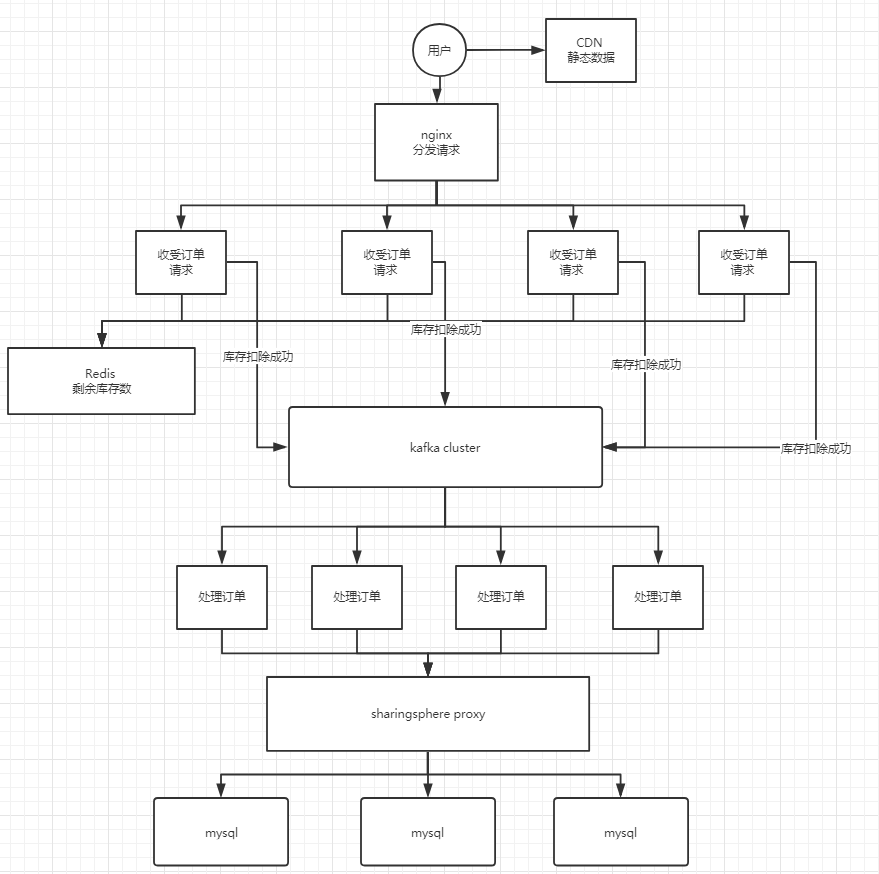 用户
CDN
静态数据
nginx
分发请求
收受订单
请求
收受订单
请求
收受订单
请求
收受订单
请求
库存扣除成功
库存扣除成功
库存扣除成功
Redis
剩余库存数
kafka cluster
库存扣除成功
处理订单
处理订单
处理订单
处理订单
sharingsphere proxy
mysql
mysql
mysql